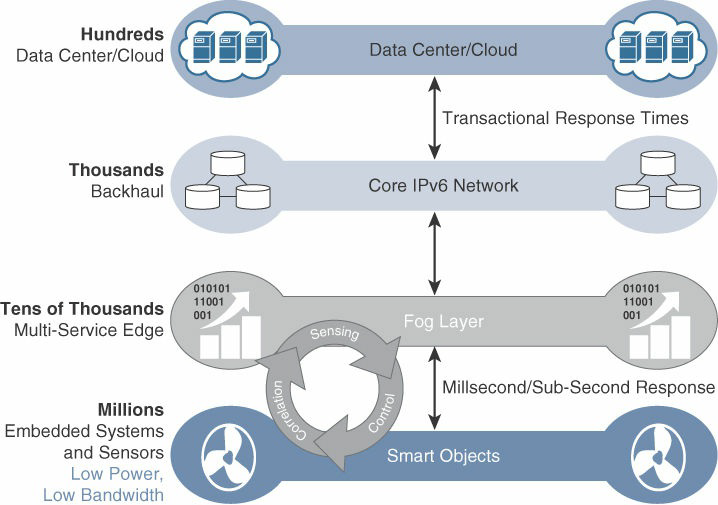 Hundreds
Data Center/Cloud
Data Center/Cloud
Transactional Response Times
Thousands
Backhaul
Core IPv6 Network
Tens of Thousands
Multi-Service Edge
010101
11001
001
Fog Layer
010101
11001
001
Sensing
Control
Correlation
Millsecond/Sub-Second Response
Millions
Embedded Systems
and Sensors
Low Power,
Low Bandwidth
Smart Objects